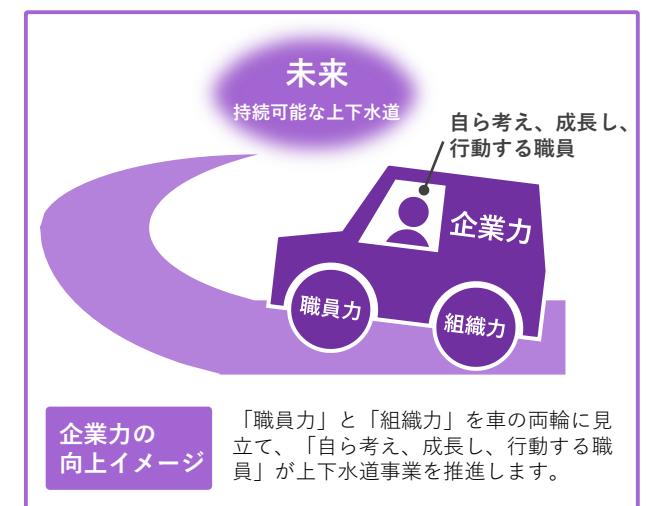 未来
持続可能な上下水道
自ら考え、成長し、
行動する職員
企業力
職員力
組織力
企業力の
向上イメージ
「職員力」と「組織力」を車の両輪に見
立て、「自ら考え、成長し、行動する職
員」が上下水道事業を推進します。